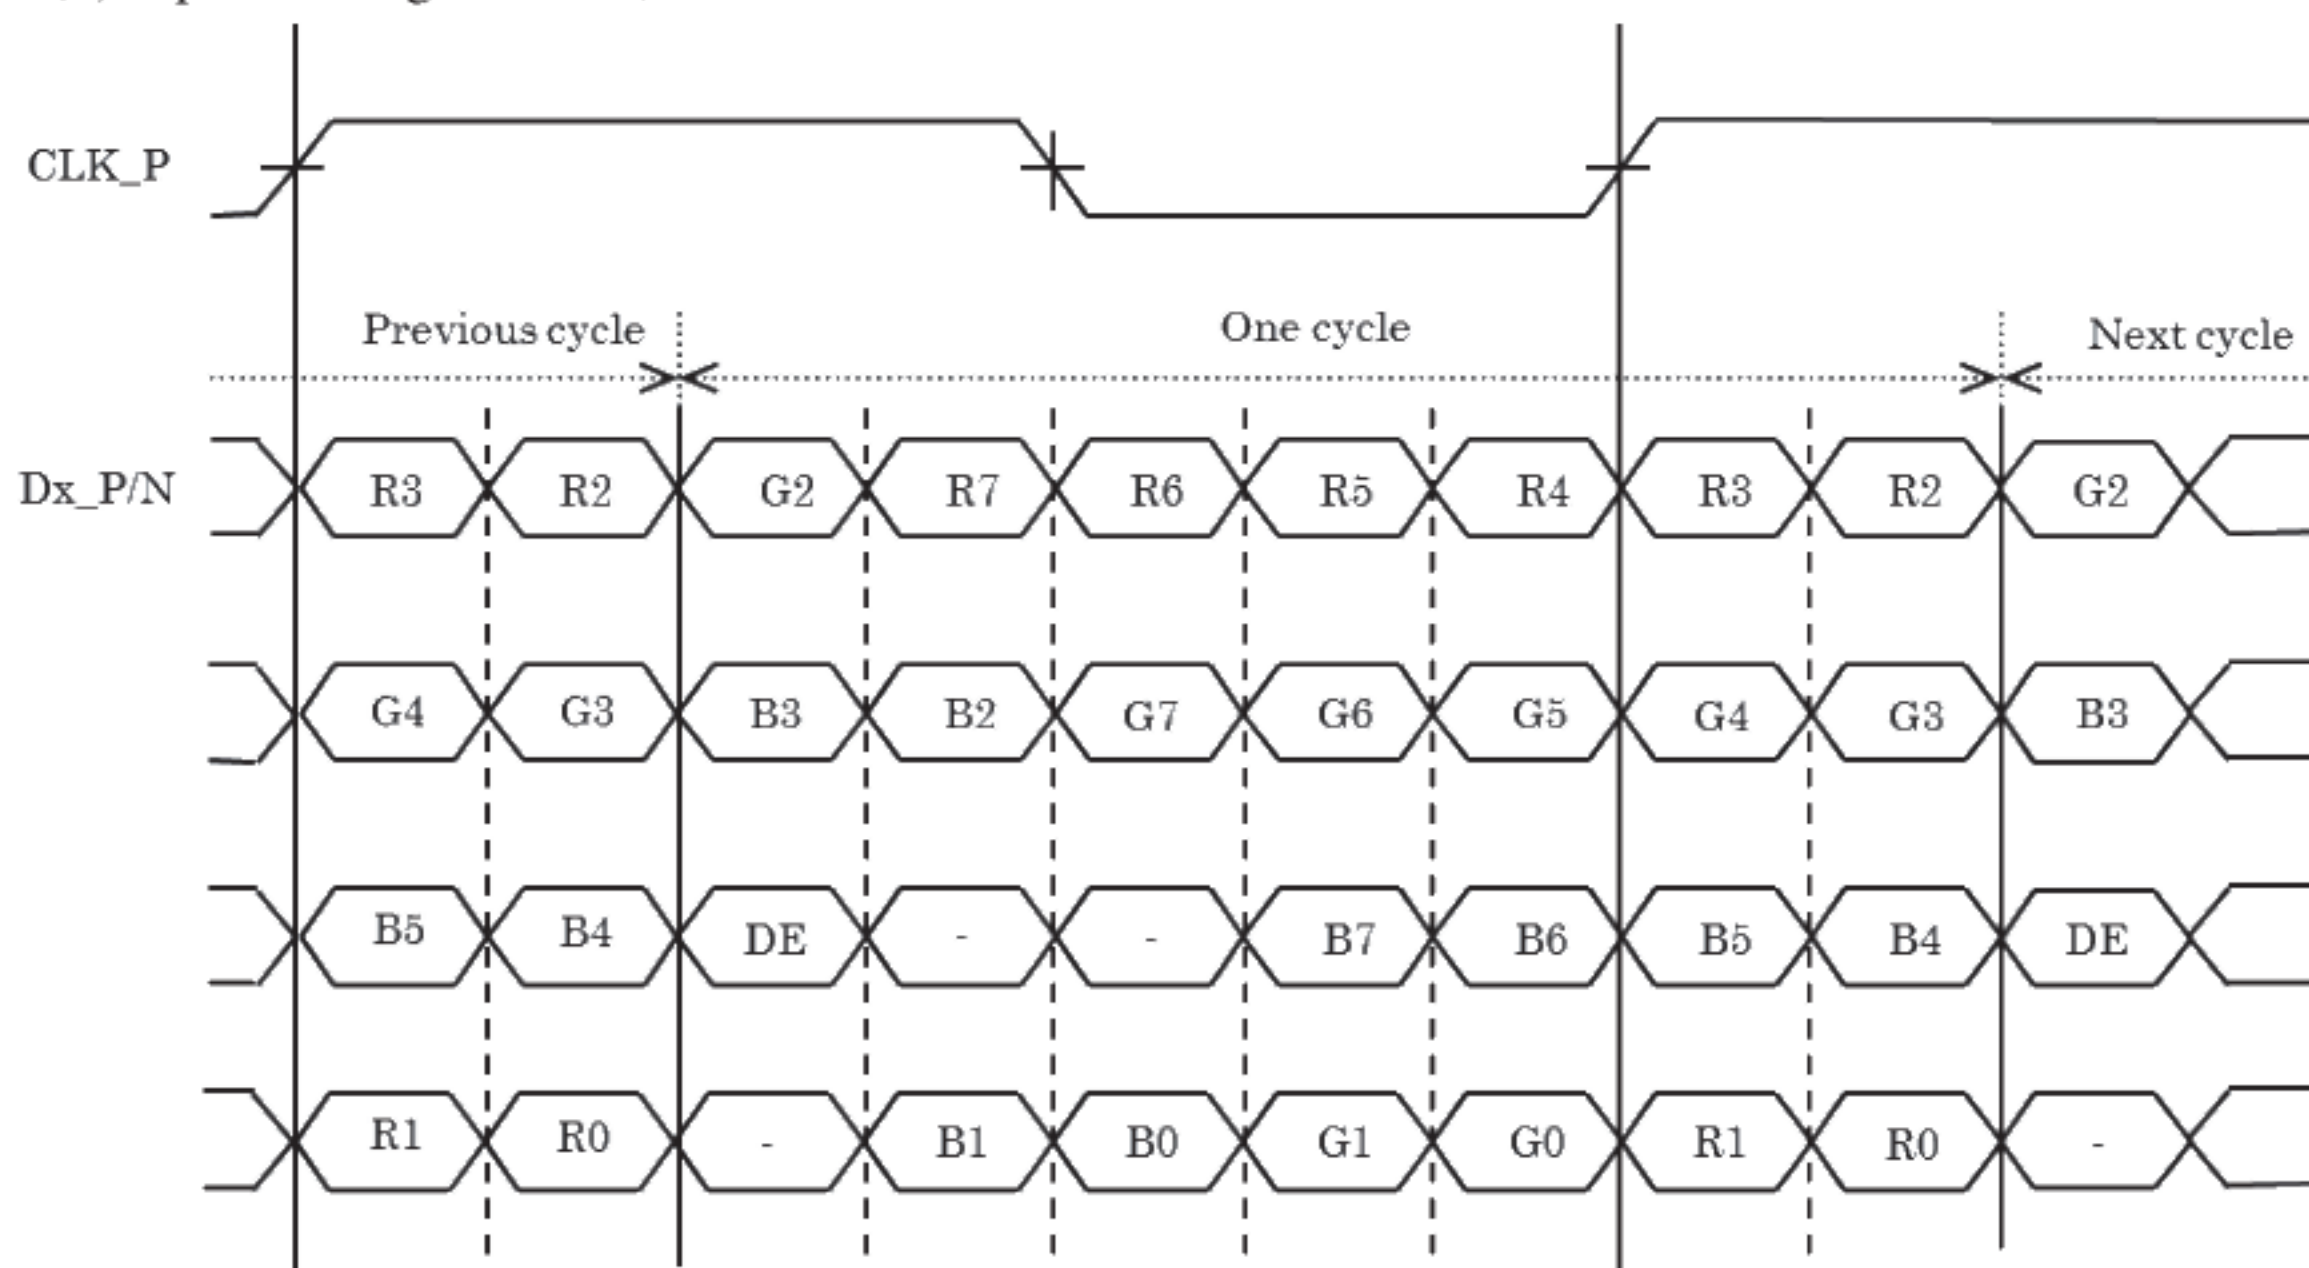 CLK_P
Previous cycle One cycle Next cycle
Dx_P/N R3 R2 G2 R7 R6 R5 R4 R3 R2 G2
G4 G3 B3 B2 G7 G6 G5 G4 G3 B3
B5 B4 DE - - B7 B6 B5 B4 DE
R1 R0 - B1 B0 G1 G0 R1 R0 -